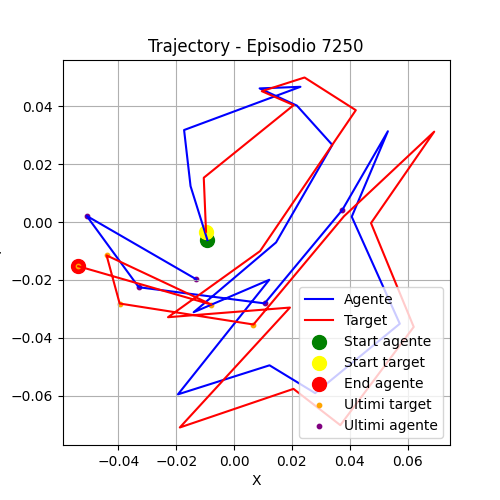 Trajectory - Episodio 7250
0.04
0.02
0.00
−0.02
−0.04
−0.06
−0.04
−0.02
0.00
0.02
0.04
0.06
X
Agente
Target
Start agente
Start target
End agente
Ultimi target
Ultimi agente